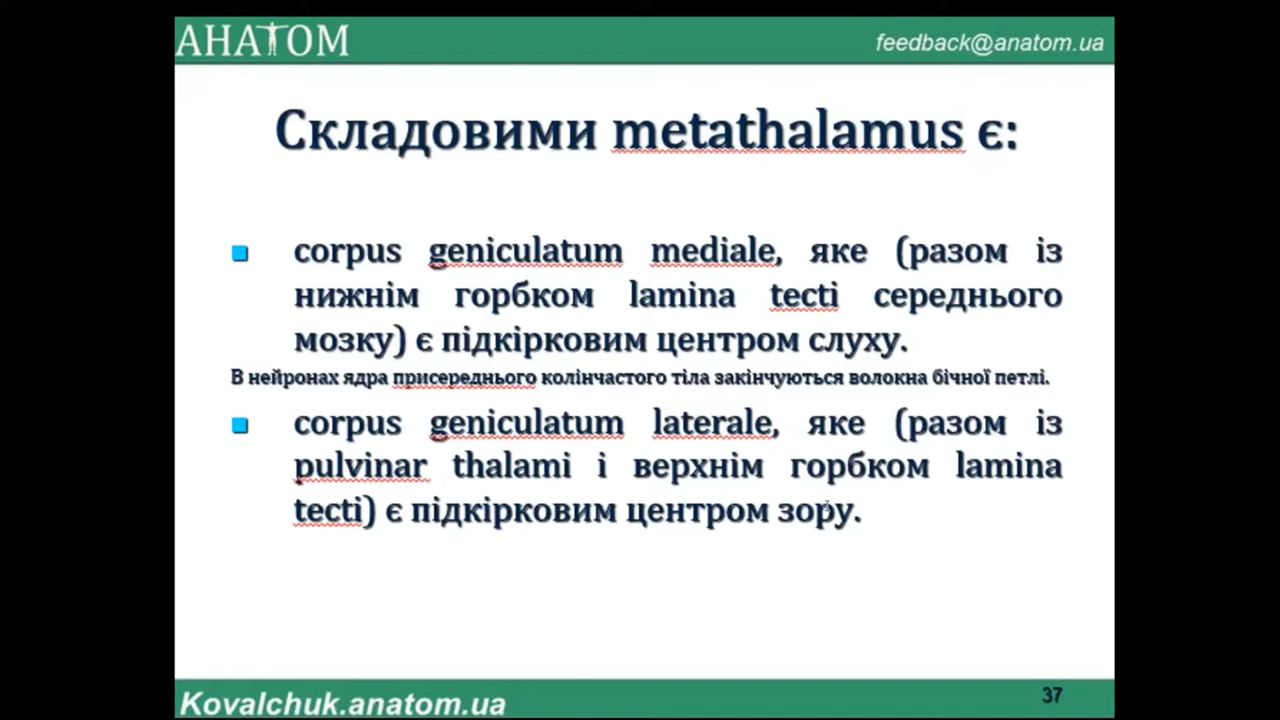 АНАТОМ
feedback@anatom.ua
Складовими metathalamus є:
corpus geniculatum mediale, яке (разом із
нижнім горбком lamina tecti середнього
мозку) є підкірковим центром слуху.
В нейронах ядра присереднього колінчастого тіла закінчуються волокна бічної петлі.
corpus geniculatum laterale, яке (разом із
pulvinar thalami і верхнім горбком lamina
tecti) є підкірковим центром зору.
Kovalchuk.anatom.ua
37